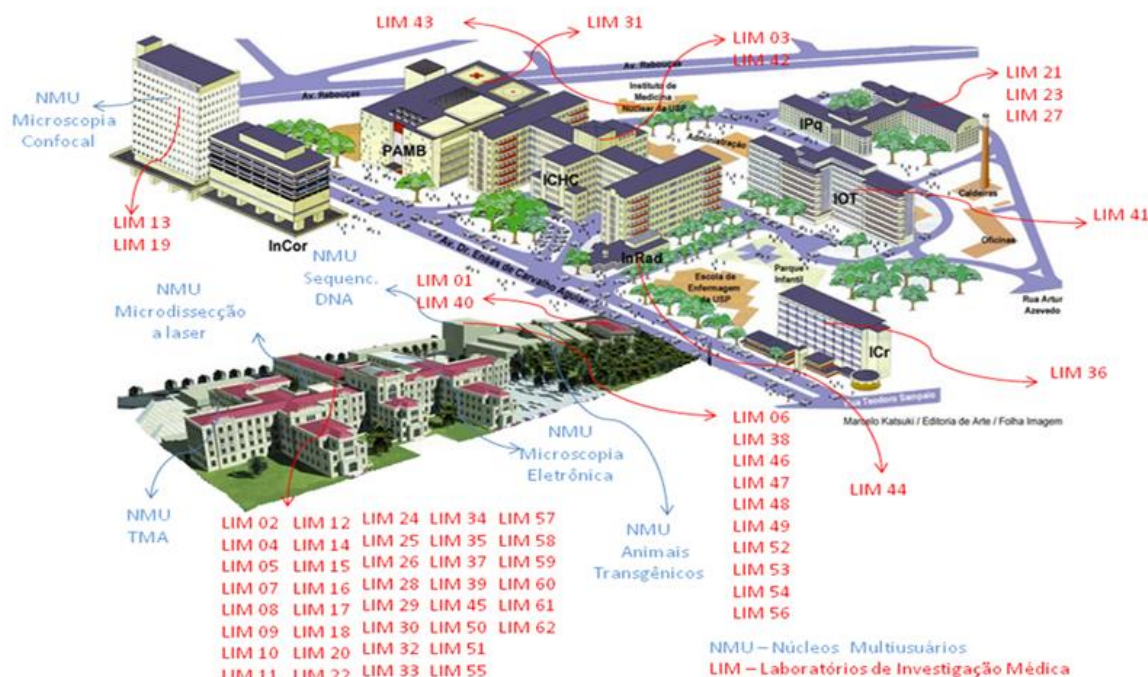 LIM 43
LIM 31
LIM 03
LIM 42
Av. Rebouças
Av. Rebouças
Instituto de
Medicina
Nuclear da USP
LIM 21
LIM 23
LIM 27
NMU
Microscopia
Confocal
PAMB
Administração
IPq
ICHC
IOT
Caldeiras
LIM 41
LIM 13
LIM 19
InCor
Oficinas
InRad
Av. Dr. Enéas de Carvalho Aguiar
Escola de
Enfermagem
da USP
Parque
Infantil
Rua Artur
Azevedo
NMU
Sequenc.
DNA
LIM 01
LIM 40
NMU
Microdissecção
a laser
ICr
LIM 36
Rua Teodoro Sampaio
Marcelo Katsuki / Editoria de Arte / Folha Imagem
NMU
Microscopia
Eletrônica
LIM 06
LIM 38
LIM 46
LIM 47
LIM 48
LIM 49
LIM 52
LIM 53
LIM 54
LIM 56
LIM 44
NMU
TMA
NMU
Animais
Transgênicos
LIM 02 LIM 12 LIM 24 LIM 34 LIM 57
LIM 04 LIM 14 LIM 25 LIM 35 LIM 58
LIM 05 LIM 15 LIM 26 LIM 37 LIM 59
LIM 07 LIM 16 LIM 28 LIM 39 LIM 60
LIM 08 LIM 17 LIM 29 LIM 45 LIM 61
LIM 09 LIM 18 LIM 30 LIM 50 LIM 62
LIM 10 LIM 20 LIM 32 LIM 51
LIM 11 LIM 22 LIM 33 LIM 55
NMU – Núcleos Multiusuários
LIM – Laboratórios de Investigação Médica